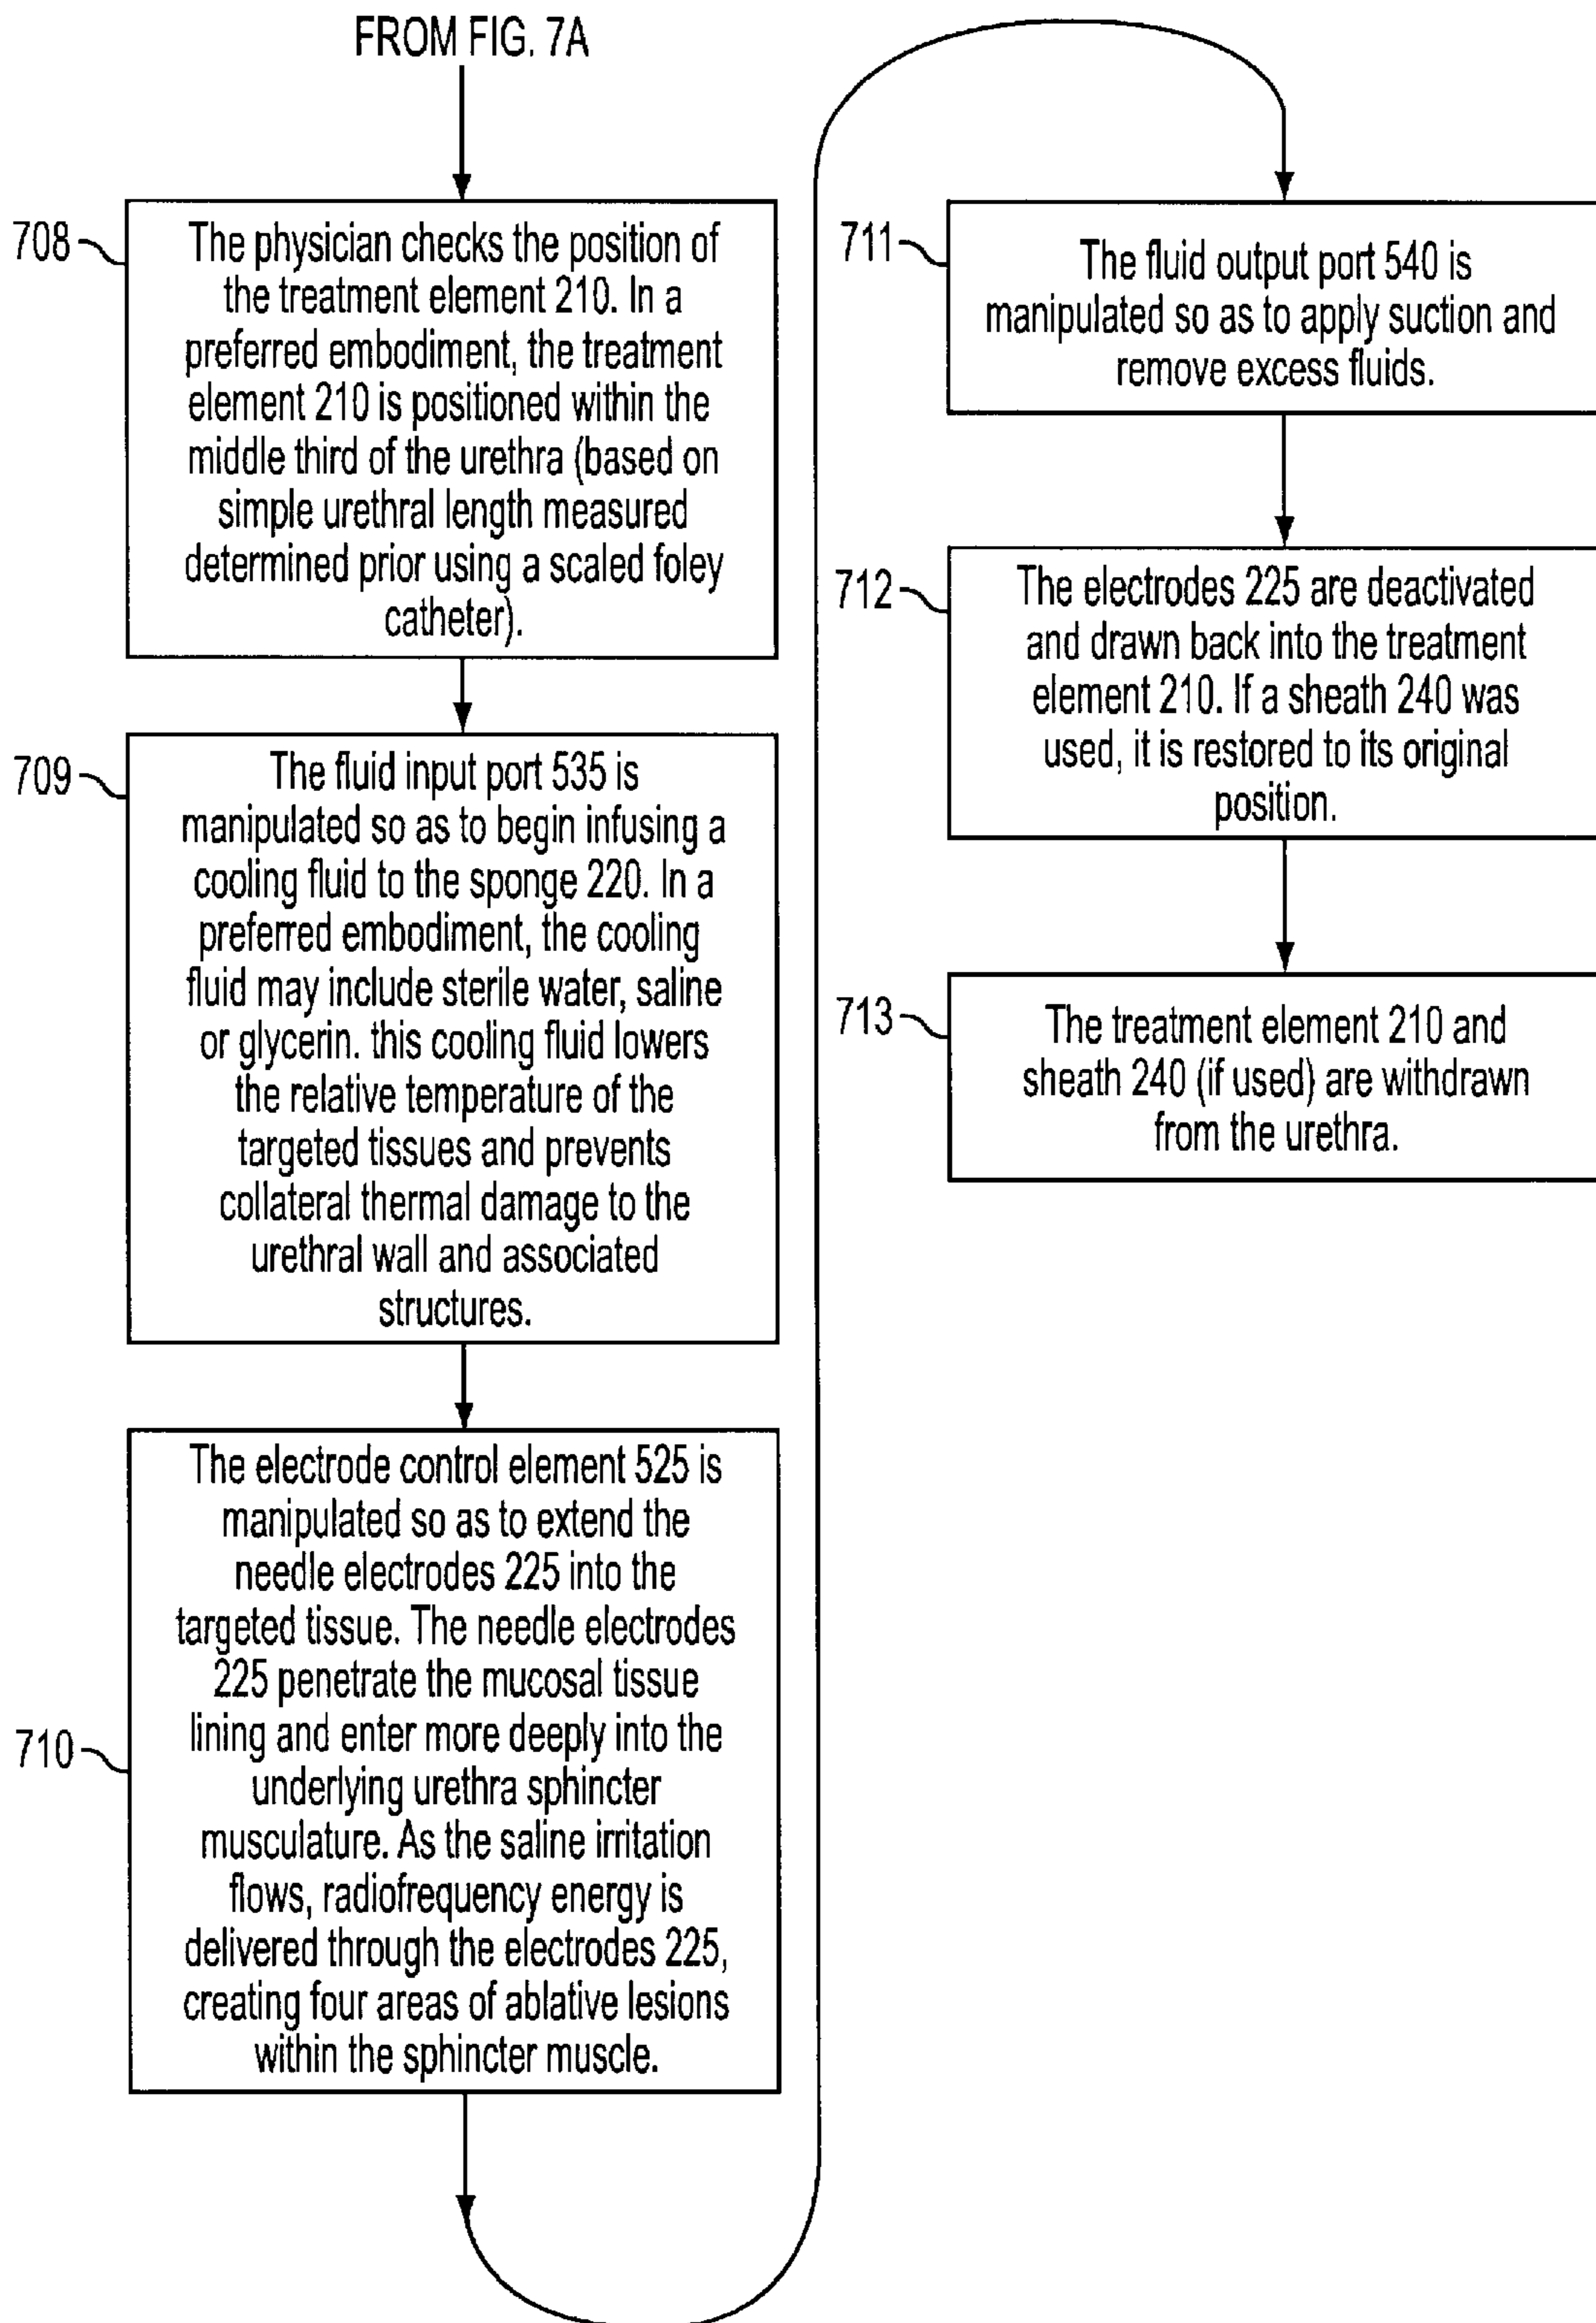 FROM FIG. 7A
708
The physician checks the position of
the treatment element 210. In a
preferred embodiment, the treatment
element 210 is positioned within the
middle third of the urethra (based on
simple urethral length measured
determined prior using a scaled foley
catheter).
709
The fluid input port 535 is
manipulated so as to begin infusing a
cooling fluid to the sponge 220. In a
preferred embodiment, the cooling
fluid may include sterile water, saline
or glycerin. this cooling fluid lowers
the relative temperature of the
targeted tissues and prevents
collateral thermal damage to the
urethral wall and associated
structures.
710
The electrode control element 525 is
manipulated so as to extend the
needle electrodes 225 into the
targeted tissue. The needle electrodes
225 penetrate the mucosal tissue
lining and enter more deeply into the
underlying urethra sphincter
musculature. As the saline irritation
flows, radiofrequency energy is
delivered through the electrodes 225,
creating four areas of ablative lesions
within the sphincter muscle.
711
The fluid output port 540 is
manipulated so as to apply suction and
remove excess fluids.
712
The electrodes 225 are deactivated
and drawn back into the treatment
element 210. If a sheath 240 was
used, it is restored to its original
position.
713
The treatment element 210 and
sheath 240 (if used) are withdrawn
from the urethra.